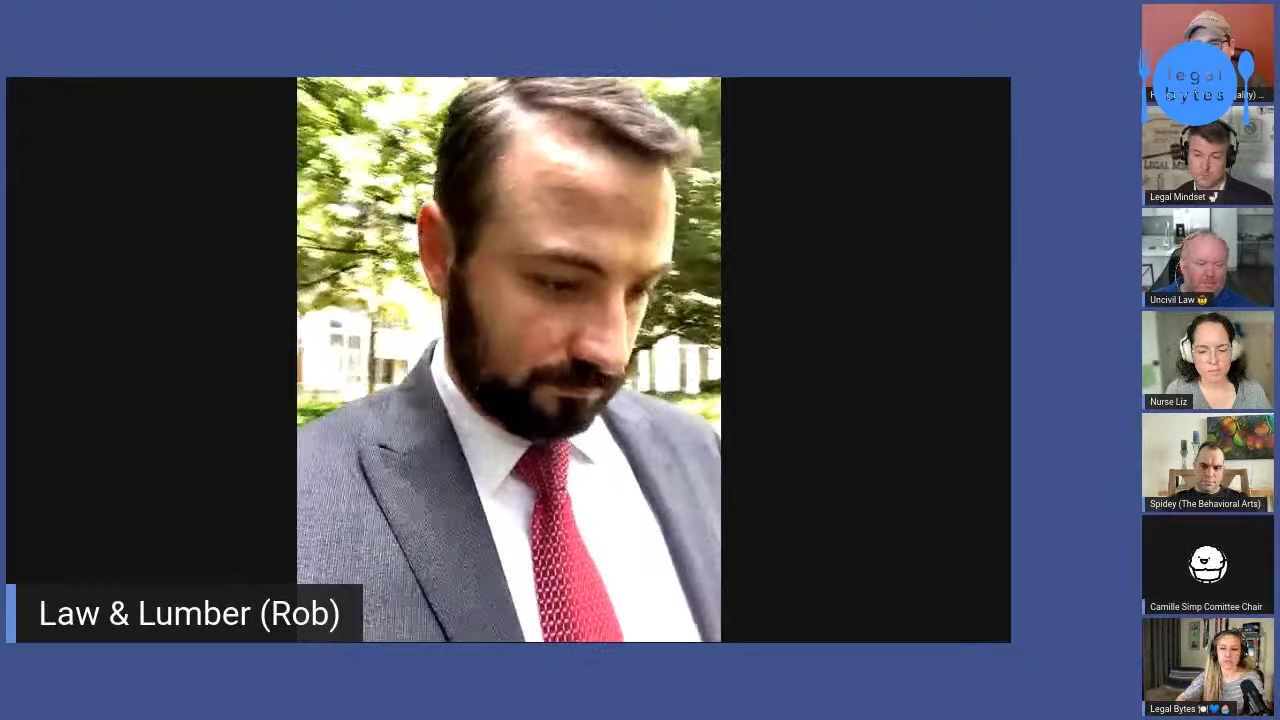 Law & Lumber (Rob)
legal
bytes
LEGAL
Legal Mindset
Uncivil Law 🤠
Nurse Liz
Spidey (The Behavioral Arts)
Camille Simp Comittee Chair
Legal Bytes 🍽️💙🧁